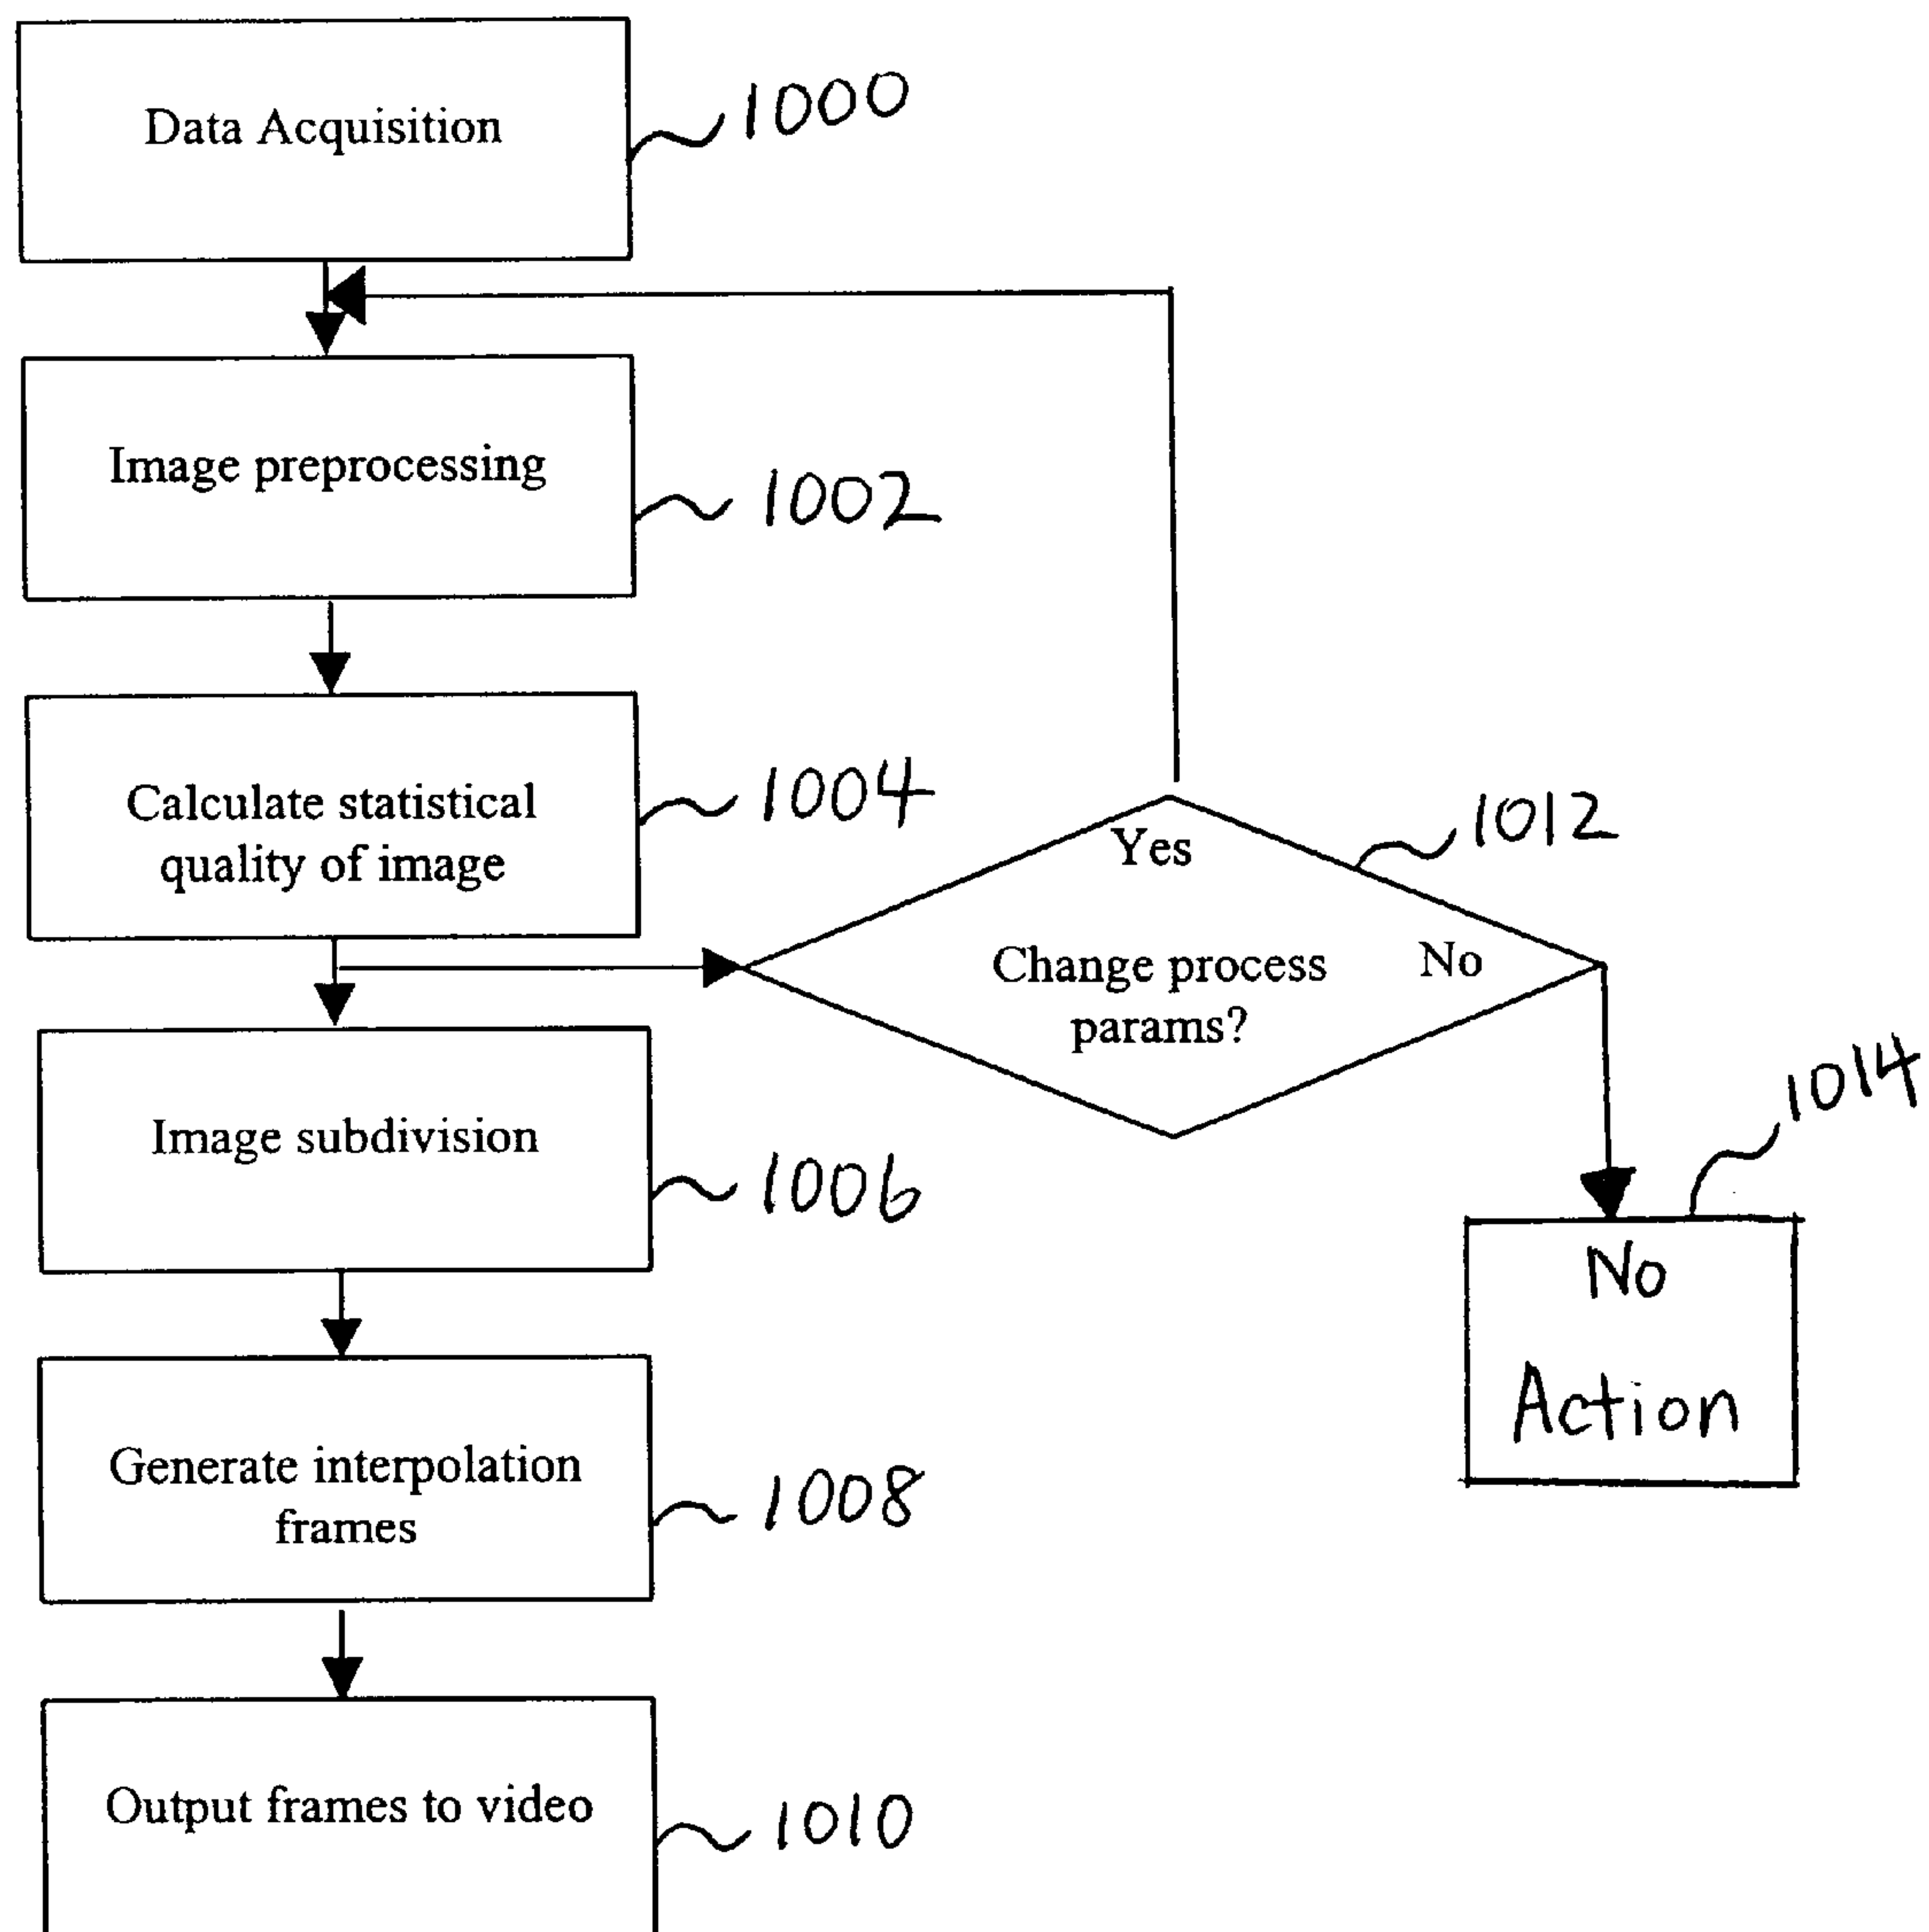 Data Acquisition
1000
Image preprocessing
1002
Calculate statistical
quality of image
1004
Yes
1012
Change process
params?
No
Image subdivision
1006
1014
No
Action
Generate interpolation
frames
1008
Output frames to video
1010